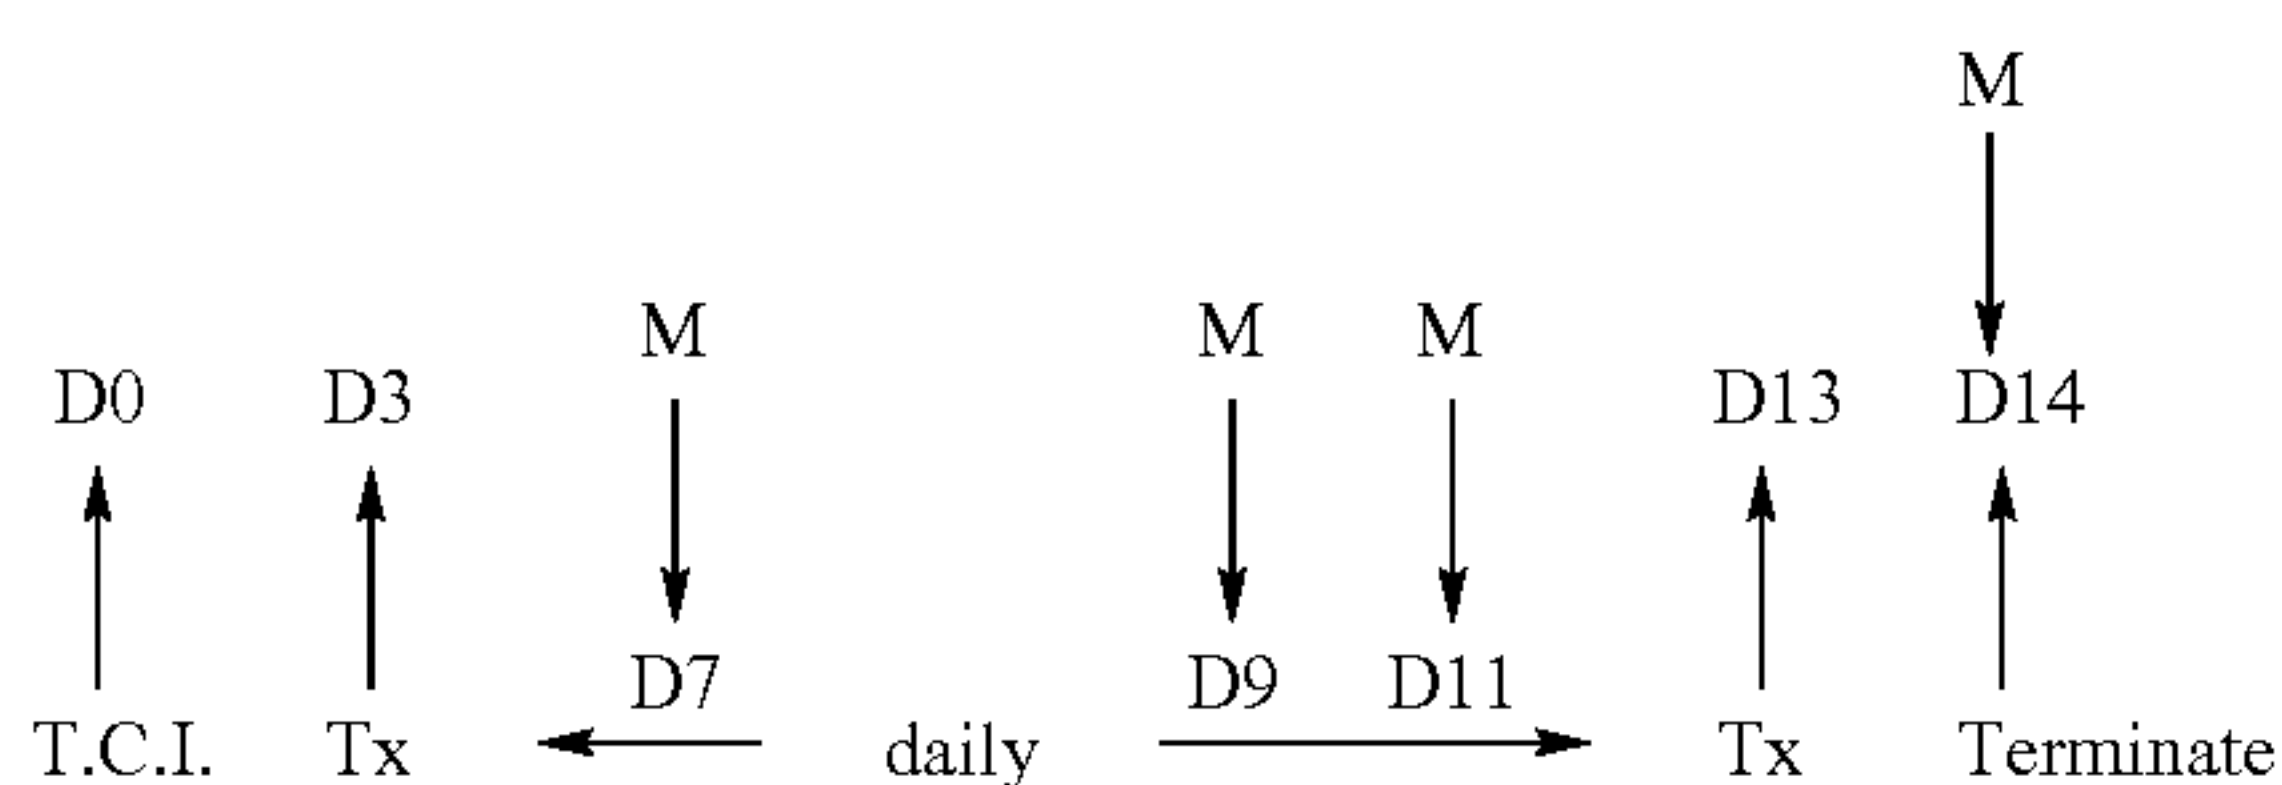 M
M M M
D0 D3 D13 D14
D7 D9 D11
T.C.I. Tx daily Tx Terminate